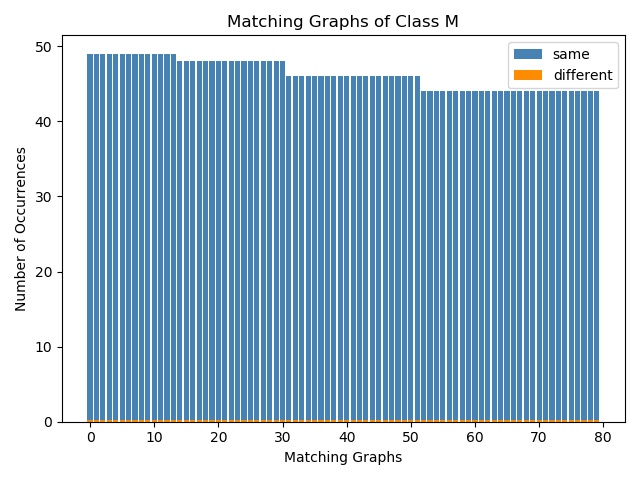 Matching Graphs of Class M
same
different
Number of Occurrences
50
40
30
20
10
0
0 10 20 30 40 50 60 70 80
Matching Graphs